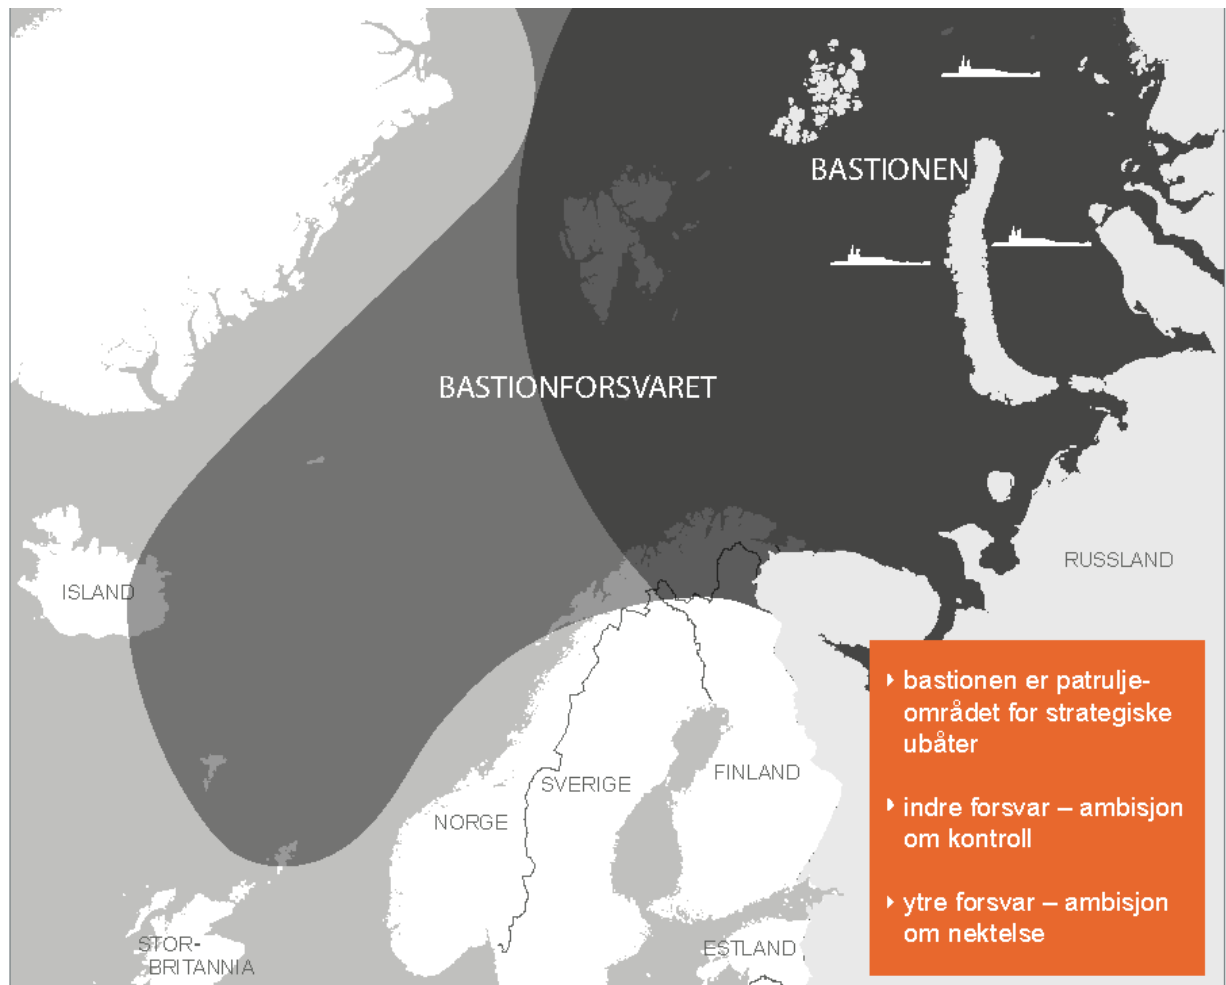 BASTIONEN
BASTIONFORSVARET
ISLAND
RUSSLAND
bastionen er patrulje-
området for strategiske
ubåter
indre forsvar – ambisjon
om kontroll
ytre forsvar – ambisjon
om nektelse
SVERIGE
FINLAND
NORGE
STOR-
BRITANNIA
ESTLAND